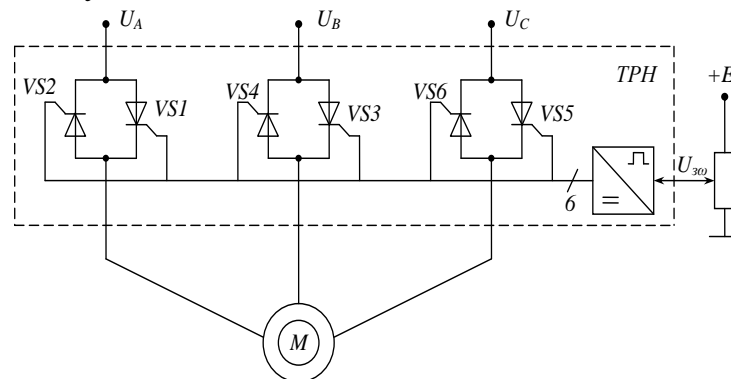 U_A U_B U_C
ТРН
+E
VS2 VS1 VS4 VS3 VS6 VS5
U_зω
6
M